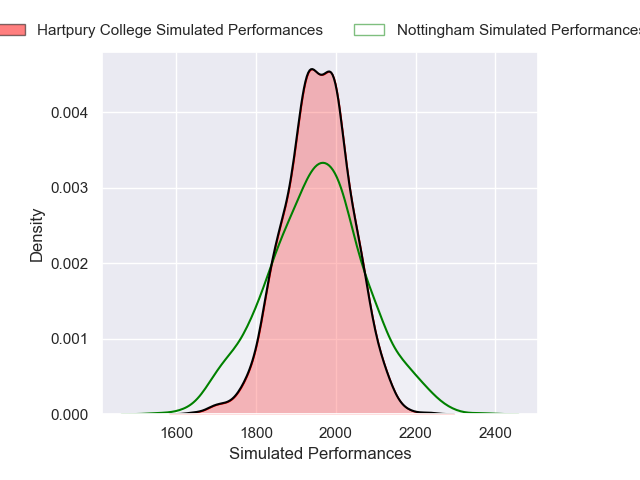 Hartpury College Simulated Performances
Nottingham Simulated Performances
0.004
0.003
0.002
0.001
0.000
Density
1600 1800 2000 2200 2400
Simulated Performances